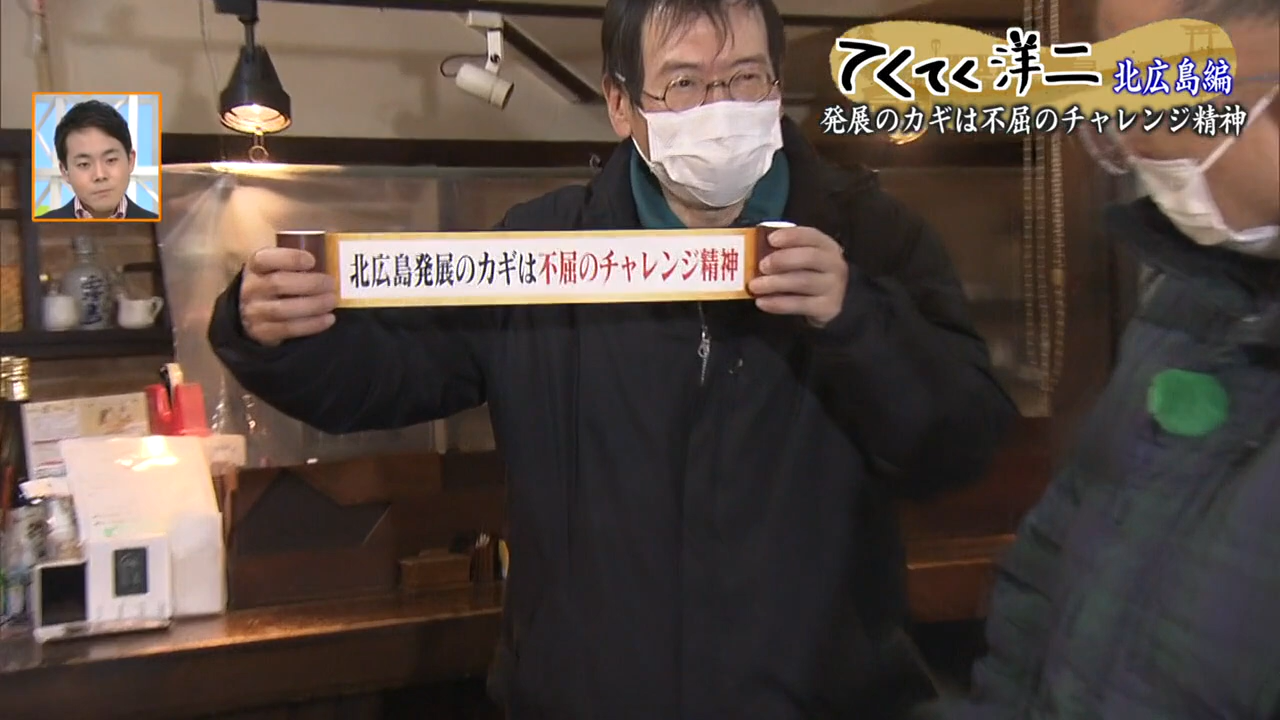 てくてく洋二 北広島編
発展のカギは不屈のチャレンジ精神
北広島発展のカギは不屈のチャレンジ精神